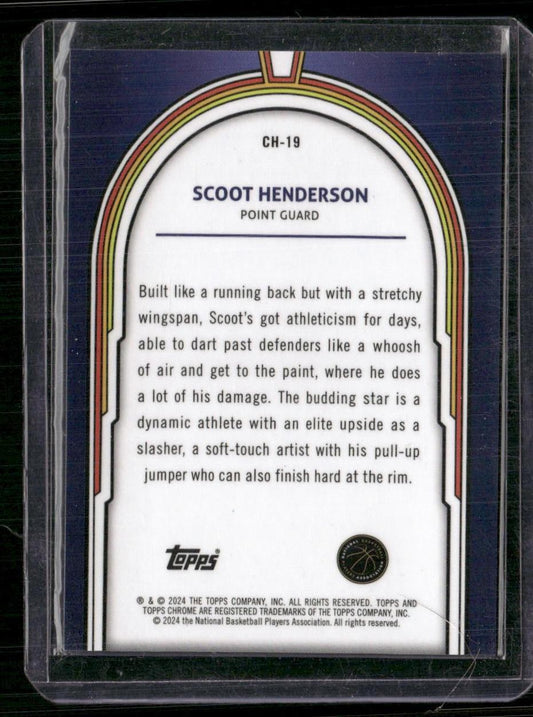 CH-19
SCOOT HENDERSON
POINT GUARD
Built like a running back but with a stretchy
wingspan, Scoot's got athleticism for days,
able to dart past defenders like a whoosh
of air and get to the paint, where he does
a lot of his damage. The budding star is a
dynamic athlete with an elite upside as a
slasher, a soft-touch artist with his pull-up
jumper who can also finish hard at the rim.
Topps®
® & © 2024 THE TOPPS COMPANY, INC. ALL RIGHTS RESERVED. TOPPS AND
TOPPS CHROME ARE REGISTERED TRADEMARKS OF THE TOPPS COMPANY, INC.
© 2024 the National Basketball Players Association. All rights reserved.